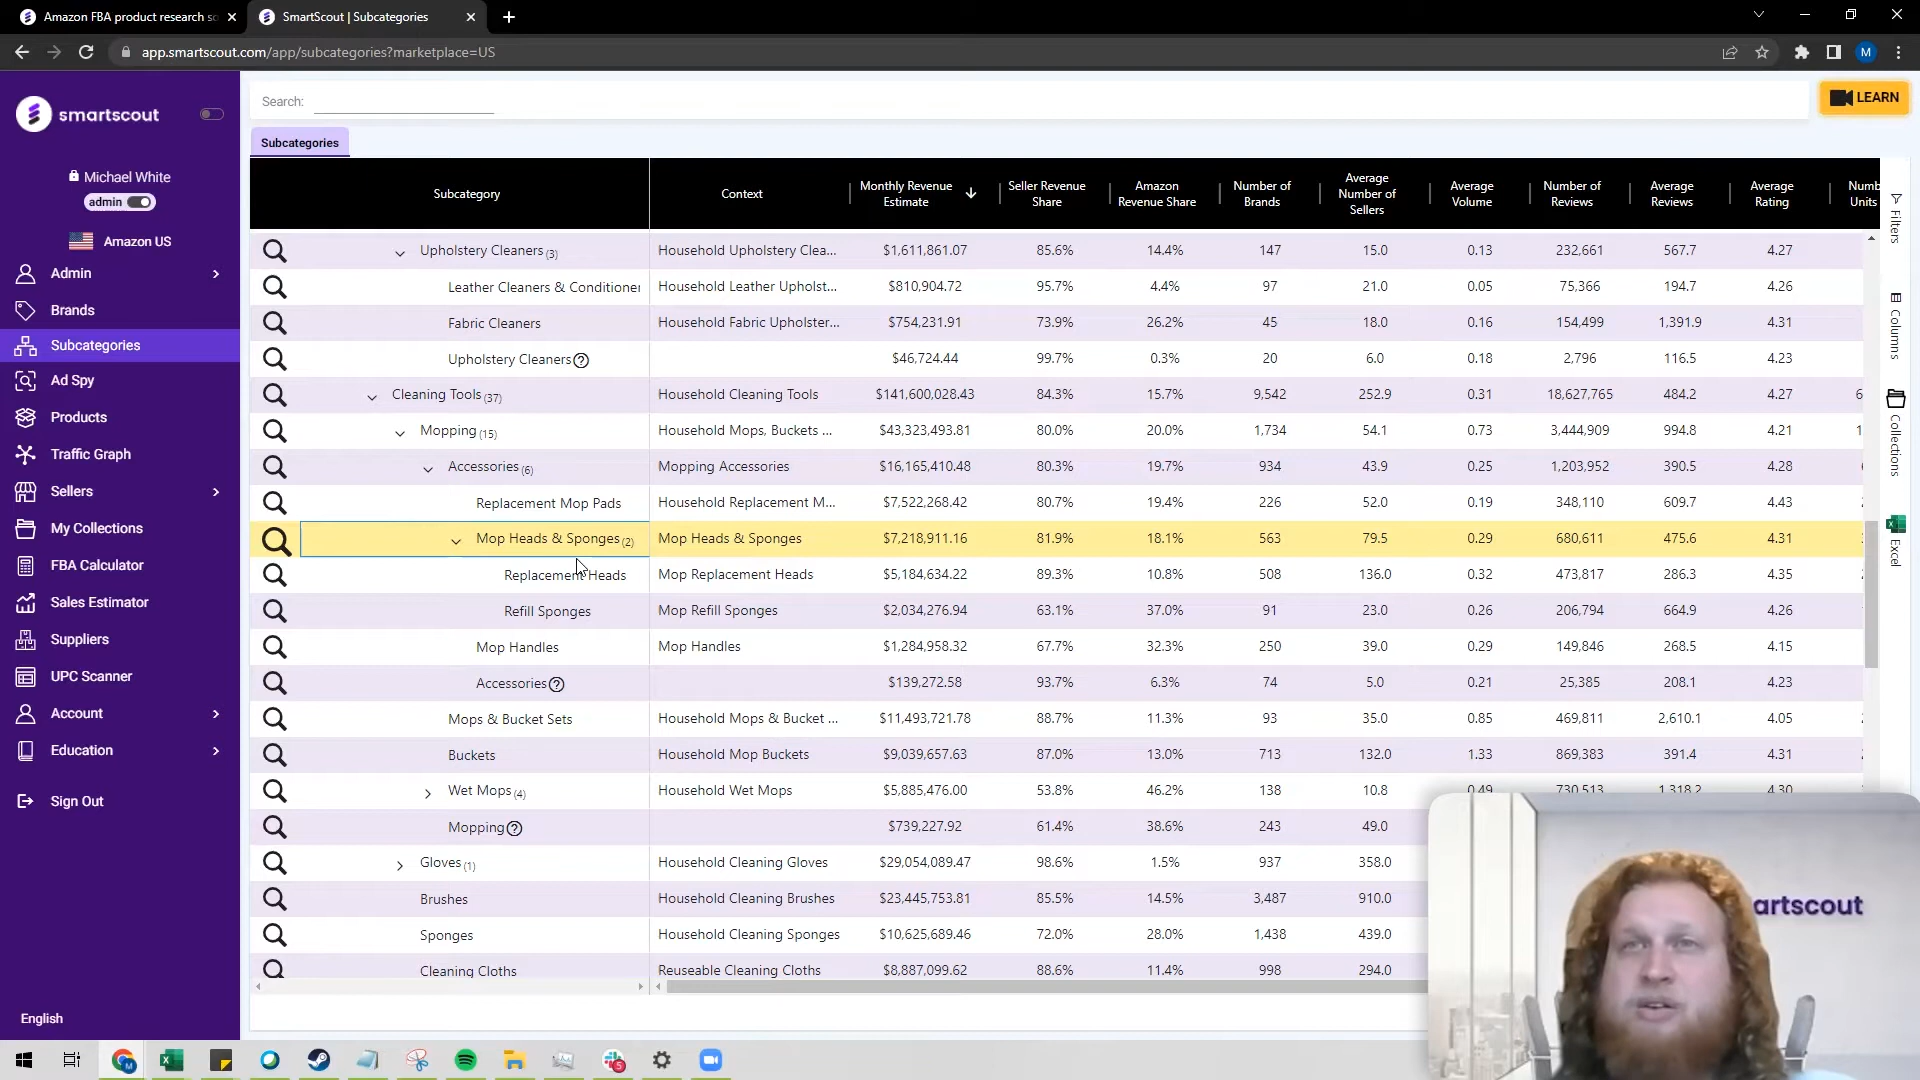 Amazon FBA product research so
SmartScout | Subcategories
app.smartscout.com/app/subcategories?marketplace=US
M
smartscout
Search:
LEARN
Subcategories
Michael White
admin
Amazon US
Admin
Brands
Subcategories
Ad Spy
Products
Traffic Graph
Sellers
My Collections
FBA Calculator
Sales Estimator
Suppliers
UPC Scanner
Account
Education
Sign Out
English
Subcategory Context Monthly Revenue Estimate Seller Revenue Share Amazon Revenue Share Number of Brands Average Number of Sellers Average Volume Number of Reviews Average Reviews Average Rating Numb Units
Upholstery Cleaners (3) Household Upholstery Clea... $1,611,861.07 85.6% 14.4% 147 15.0 0.13 232,661 567.7 4.27
Leather Cleaners & Conditioner Household Leather Upholst... $810,904.72 95.7% 4.4% 97 21.0 0.05 75,366 194.7 4.26
Fabric Cleaners Household Fabric Upholster... $754,231.91 73.9% 26.2% 45 18.0 0.16 154,499 1,391.9 4.31
Upholstery Cleaners ? $46,724.44 99.7% 0.3% 20 6.0 0.18 2,796 116.5 4.23
Cleaning Tools (37) Household Cleaning Tools $141,600,028.43 84.3% 15.7% 9,542 252.9 0.31 18,627,765 484.2 4.27 6
Mopping (15) Household Mops, Buckets ... $43,323,493.81 80.0% 20.0% 1,734 54.1 0.73 3,444,909 994.8 4.21 1
Accessories (6) Mopping Accessories $16,165,410.48 80.3% 19.7% 934 43.9 0.25 1,203,952 390.5 4.28
Replacement Mop Pads Household Replacement M... $7,522,268.42 80.7% 19.4% 226 52.0 0.19 348,110 609.7 4.43
Mop Heads & Sponges (2) Mop Heads & Sponges $7,218,911.16 81.9% 18.1% 563 79.5 0.29 680,611 475.6 4.31
Replacement Heads Mop Replacement Heads $5,184,634.22 89.3% 10.8% 508 136.0 0.32 473,817 286.3 4.35
Refill Sponges Mop Refill Sponges $2,034,276.94 63.1% 37.0% 91 23.0 0.26 206,794 664.9 4.26
Mop Handles Mop Handles $1,284,958.32 67.7% 32.3% 250 39.0 0.29 149,846 268.5 4.15
Accessories ? $139,272.58 93.7% 6.3% 74 5.0 0.21 25,385 208.1 4.23
Mops & Bucket Sets Household Mops & Bucket ... $11,493,721.78 88.7% 11.3% 93 35.0 0.85 469,811 2,610.1 4.05
Buckets Household Mop Buckets $9,039,657.63 87.0% 13.0% 713 132.0 1.33 869,383 391.4 4.31
Wet Mops (4) Household Wet Mops $5,885,476.00 53.8% 46.2% 138 10.8 0.49 730,513 1,318.2 4.30
Mopping ? $739,227.92 61.4% 38.6% 243 49.0
Gloves (1) Household Cleaning Gloves $29,054,089.47 98.6% 1.5% 937 358.0
Brushes Household Cleaning Brushes $23,445,753.81 85.5% 14.5% 3,487 910.0
Sponges Household Cleaning Sponges $10,625,689.46 72.0% 28.0% 1,438 439.0
Cleaning Cloths Reuseable Cleaning Cloths $8,887,099.62 88.6% 11.4% 998 294.0
Filters
Columns
Collections
Excel
artscout
5